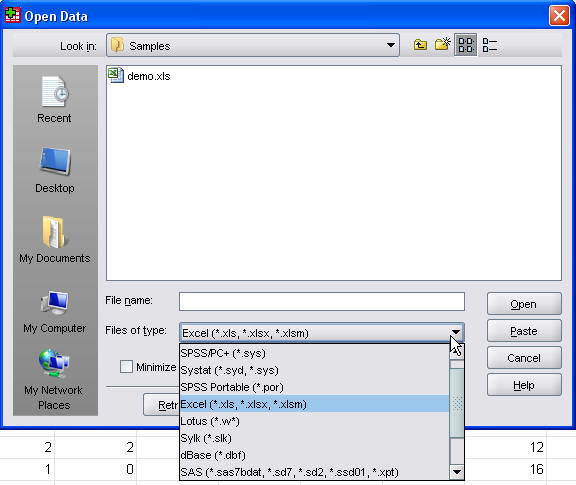 Open Data
Look in: Samples
demo.xls
Recent
Desktop
My Documents
My Computer
My Network
Places
File name:
Open
Files of type: Excel (*.xls, *.xlsx, *.xlsm)
Paste
SPSS/PC+ (*.sys)
Cancel
Minimize
Systat (*.syd, *.sys)
SPSS Portable (*.por)
Help
Retr
Excel (*.xls, *.xlsx, *.xlsm)
Lotus (*.w*)
Sylk (*.slk)
dBase (*.dbf)
SAS (*.sas7bdat, *.sd7, *.sd2, *.ssd01, *.xpt)
2 2 12
1 0 16